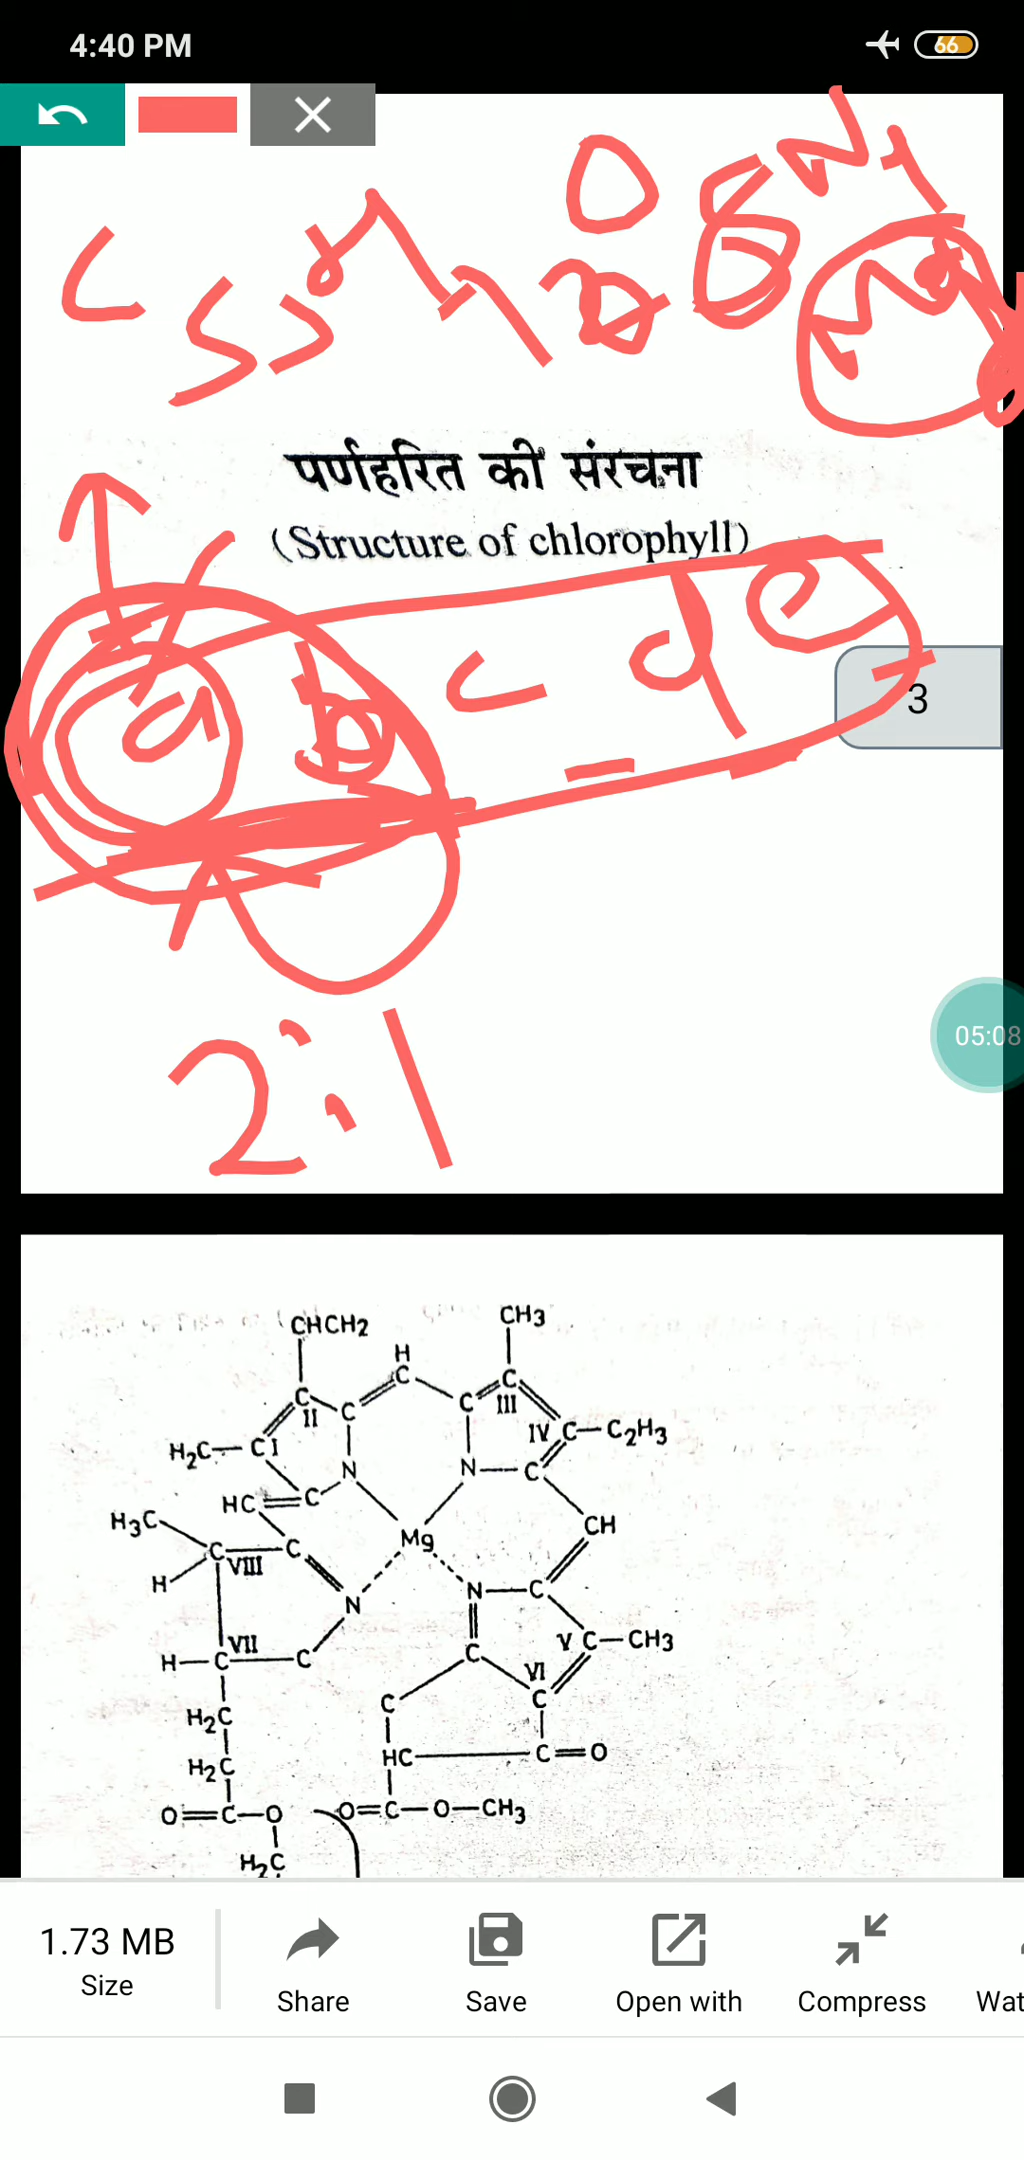 4:40 PM
66
पर्णहरित की संरचना
(Structure of chlorophyll)
a b c d e
3
05:08
2:1
CHCH2
CH3
H
C
C
C
C
C
II
III
H2C
C
I
IV
C
C2H3
N
N
C
HC
C
H3C
CH
Mg
C
C
VIII
H
N
N
C
VII
V
C
CH3
H
C
C
C
VI
C
H2C
C
HC
C=O
H2C
O=C-O
O=C-O-CH3
H2C
1.73 MB
Size
Share
Save
Open with
Compress
Wat